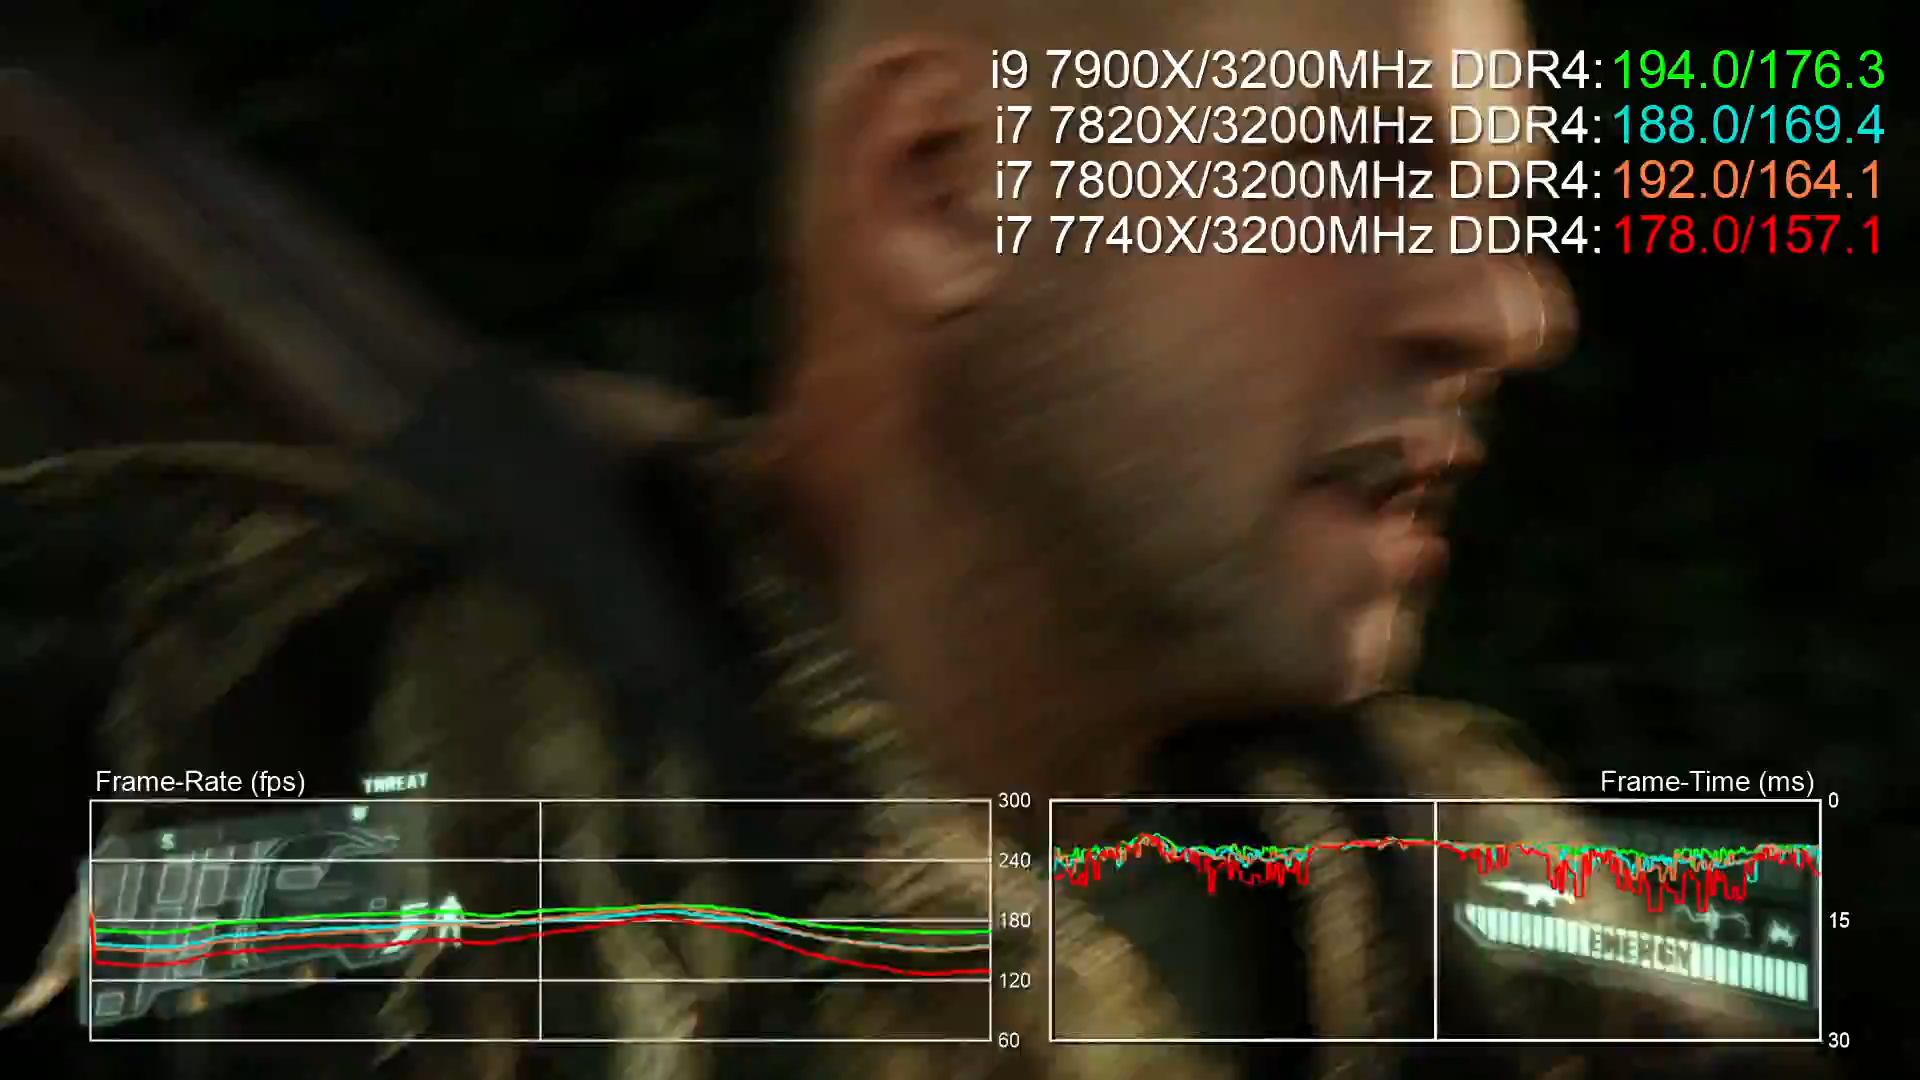 i9 7900X/3200MHz DDR4:194.0/176.3
i7 7820X/3200MHz DDR4:188.0/169.4
i7 7800X/3200MHz DDR4:192.0/164.1
i7 7740X/3200MHz DDR4:178.0/157.1
Frame-Rate (fps)
THREAT
S
W
300
240
180
120
60
Frame-Time (ms)
0
15
30
ENERGY